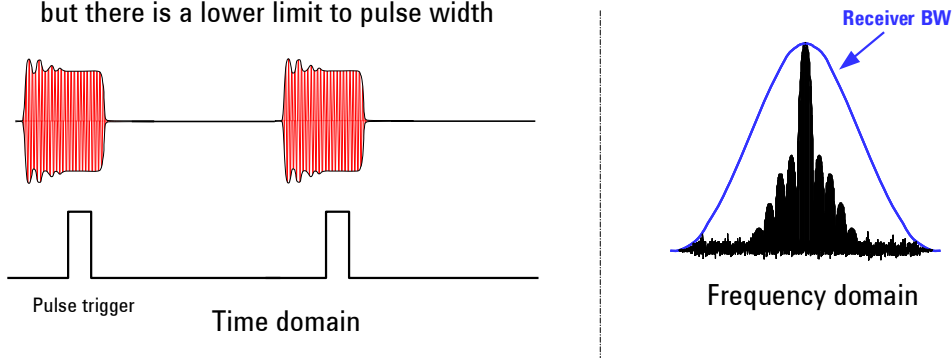 but there is a lower limit to pulse width
Receiver BW
Pulse trigger
Time domain
Frequency domain